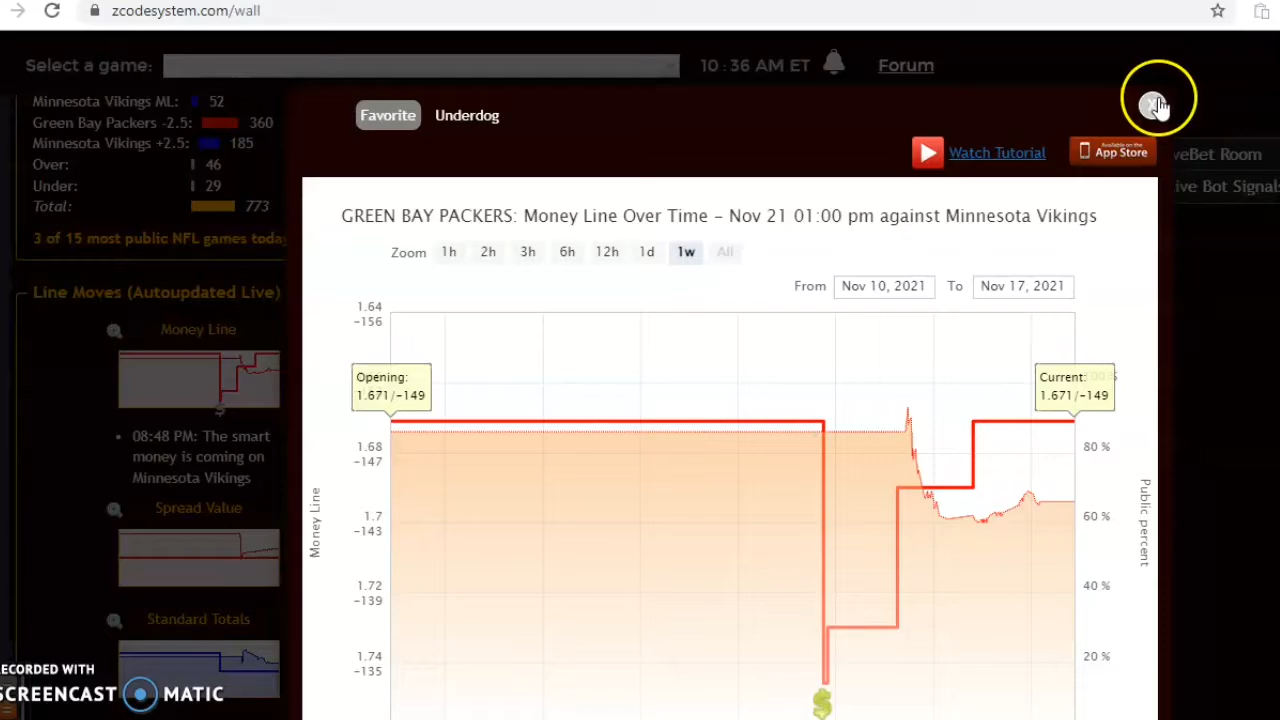 zcodesystem.com/wall
Select a game:
10:36 AM ET
Forum
Minnesota Vikings ML: 52
Green Bay Packers -2.5: 360
Minnesota Vikings +2.5: 185
Over: 46
Under: 29
Total: 773
3 of 15 most public NFL games today
Line Moves (Autoupdated Live)
Money Line
08:48 PM: The smart
money is coming on
Minnesota Vikings
Spread Value
Standard Totals
RECORDED WITH
SCREENCAST MATIC
Favorite
Underdog
X
Watch Tutorial
Available on the
App Store
veBet Room
ive Bot Signals
GREEN BAY PACKERS: Money Line Over Time - Nov 21 01:00 pm against Minnesota Vikings
Zoom 1h 2h 3h 6h 12h 1d 1w All
From Nov 10, 2021 To Nov 17, 2021
1.64
-156
Opening:
1.671/-149
Current:
1.671/-149
100%
1.68
-147
80 %
1.7
-143
60 %
1.72
-139
40 %
1.74
-135
20 %
Money Line
Public percent
$
$